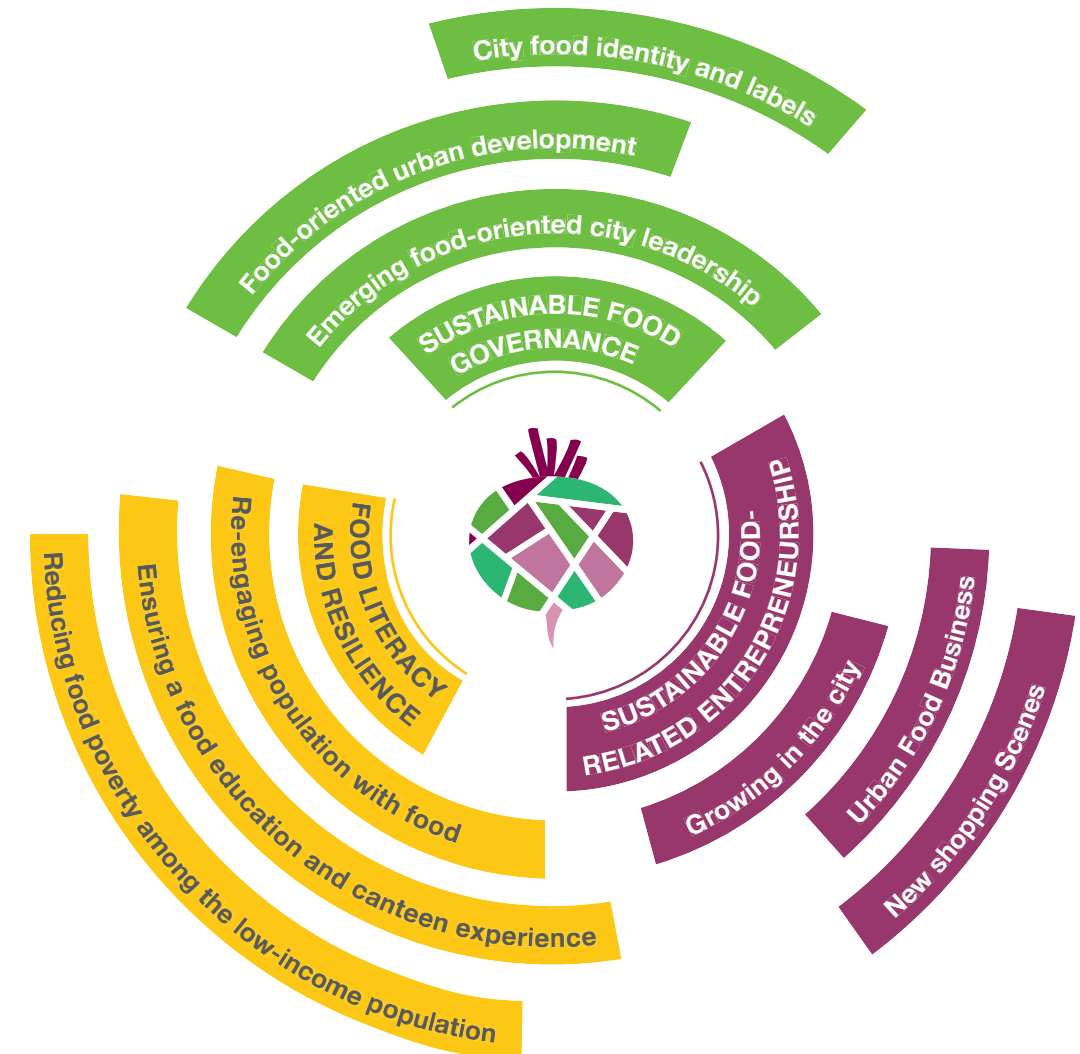 City food identity and labels
Food-oriented urban development
Emerging food-oriented city leadership
SUSTAINABLE FOOD
GOVERNANCE
SUSTAINABLE FOOD-
RELATED ENTREPRENEURSHIP
Growing in the city
Urban Food Business
New shopping Scenes
FOOD LITERACY
AND RESILIENCE
Re-engaging population with food
Ensuring a food education and canteen experience
Reducing food poverty among the low-income population